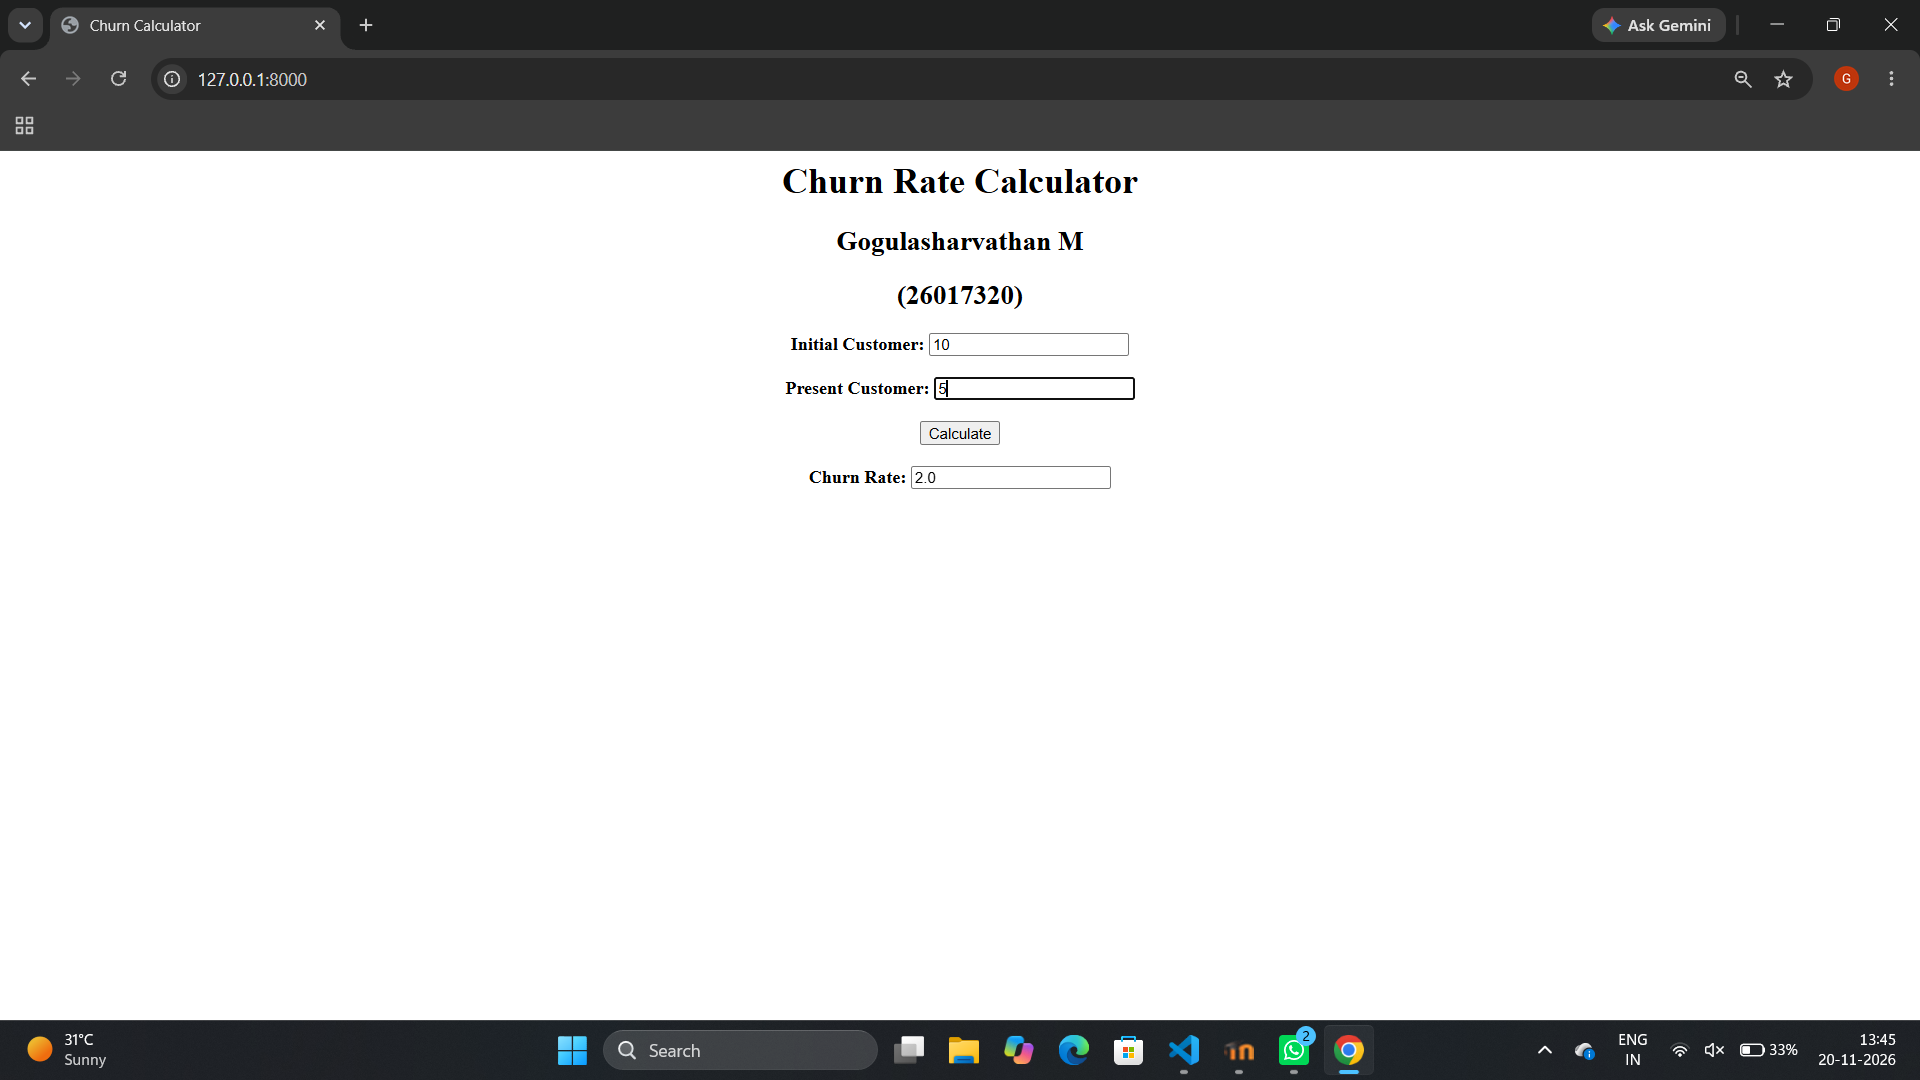 Churn Calculator
Ask Gemini
127.0.0.1:8000
G
Churn Rate Calculator
Gogulasharvathan M
(26017320)
Initial Customer: 10
Present Customer: 5
Calculate
Churn Rate: 2.0
31°C
Sunny
Search
2
ENG
IN
33%
13:45
20-11-2026